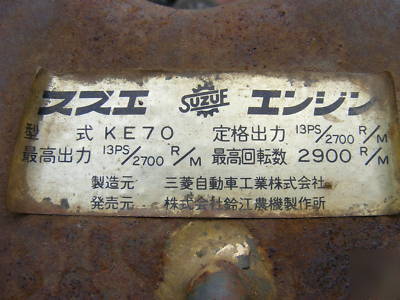 スズエ SUZUE エンジン
型式 KE70 定格出力 13PS/2700 R/M
最高出力 13PS/2700 R/M 最高回転数 2900 R/M
製造元 三菱自動車工業株式会社
発売元 株式会社鈴江農機製作所